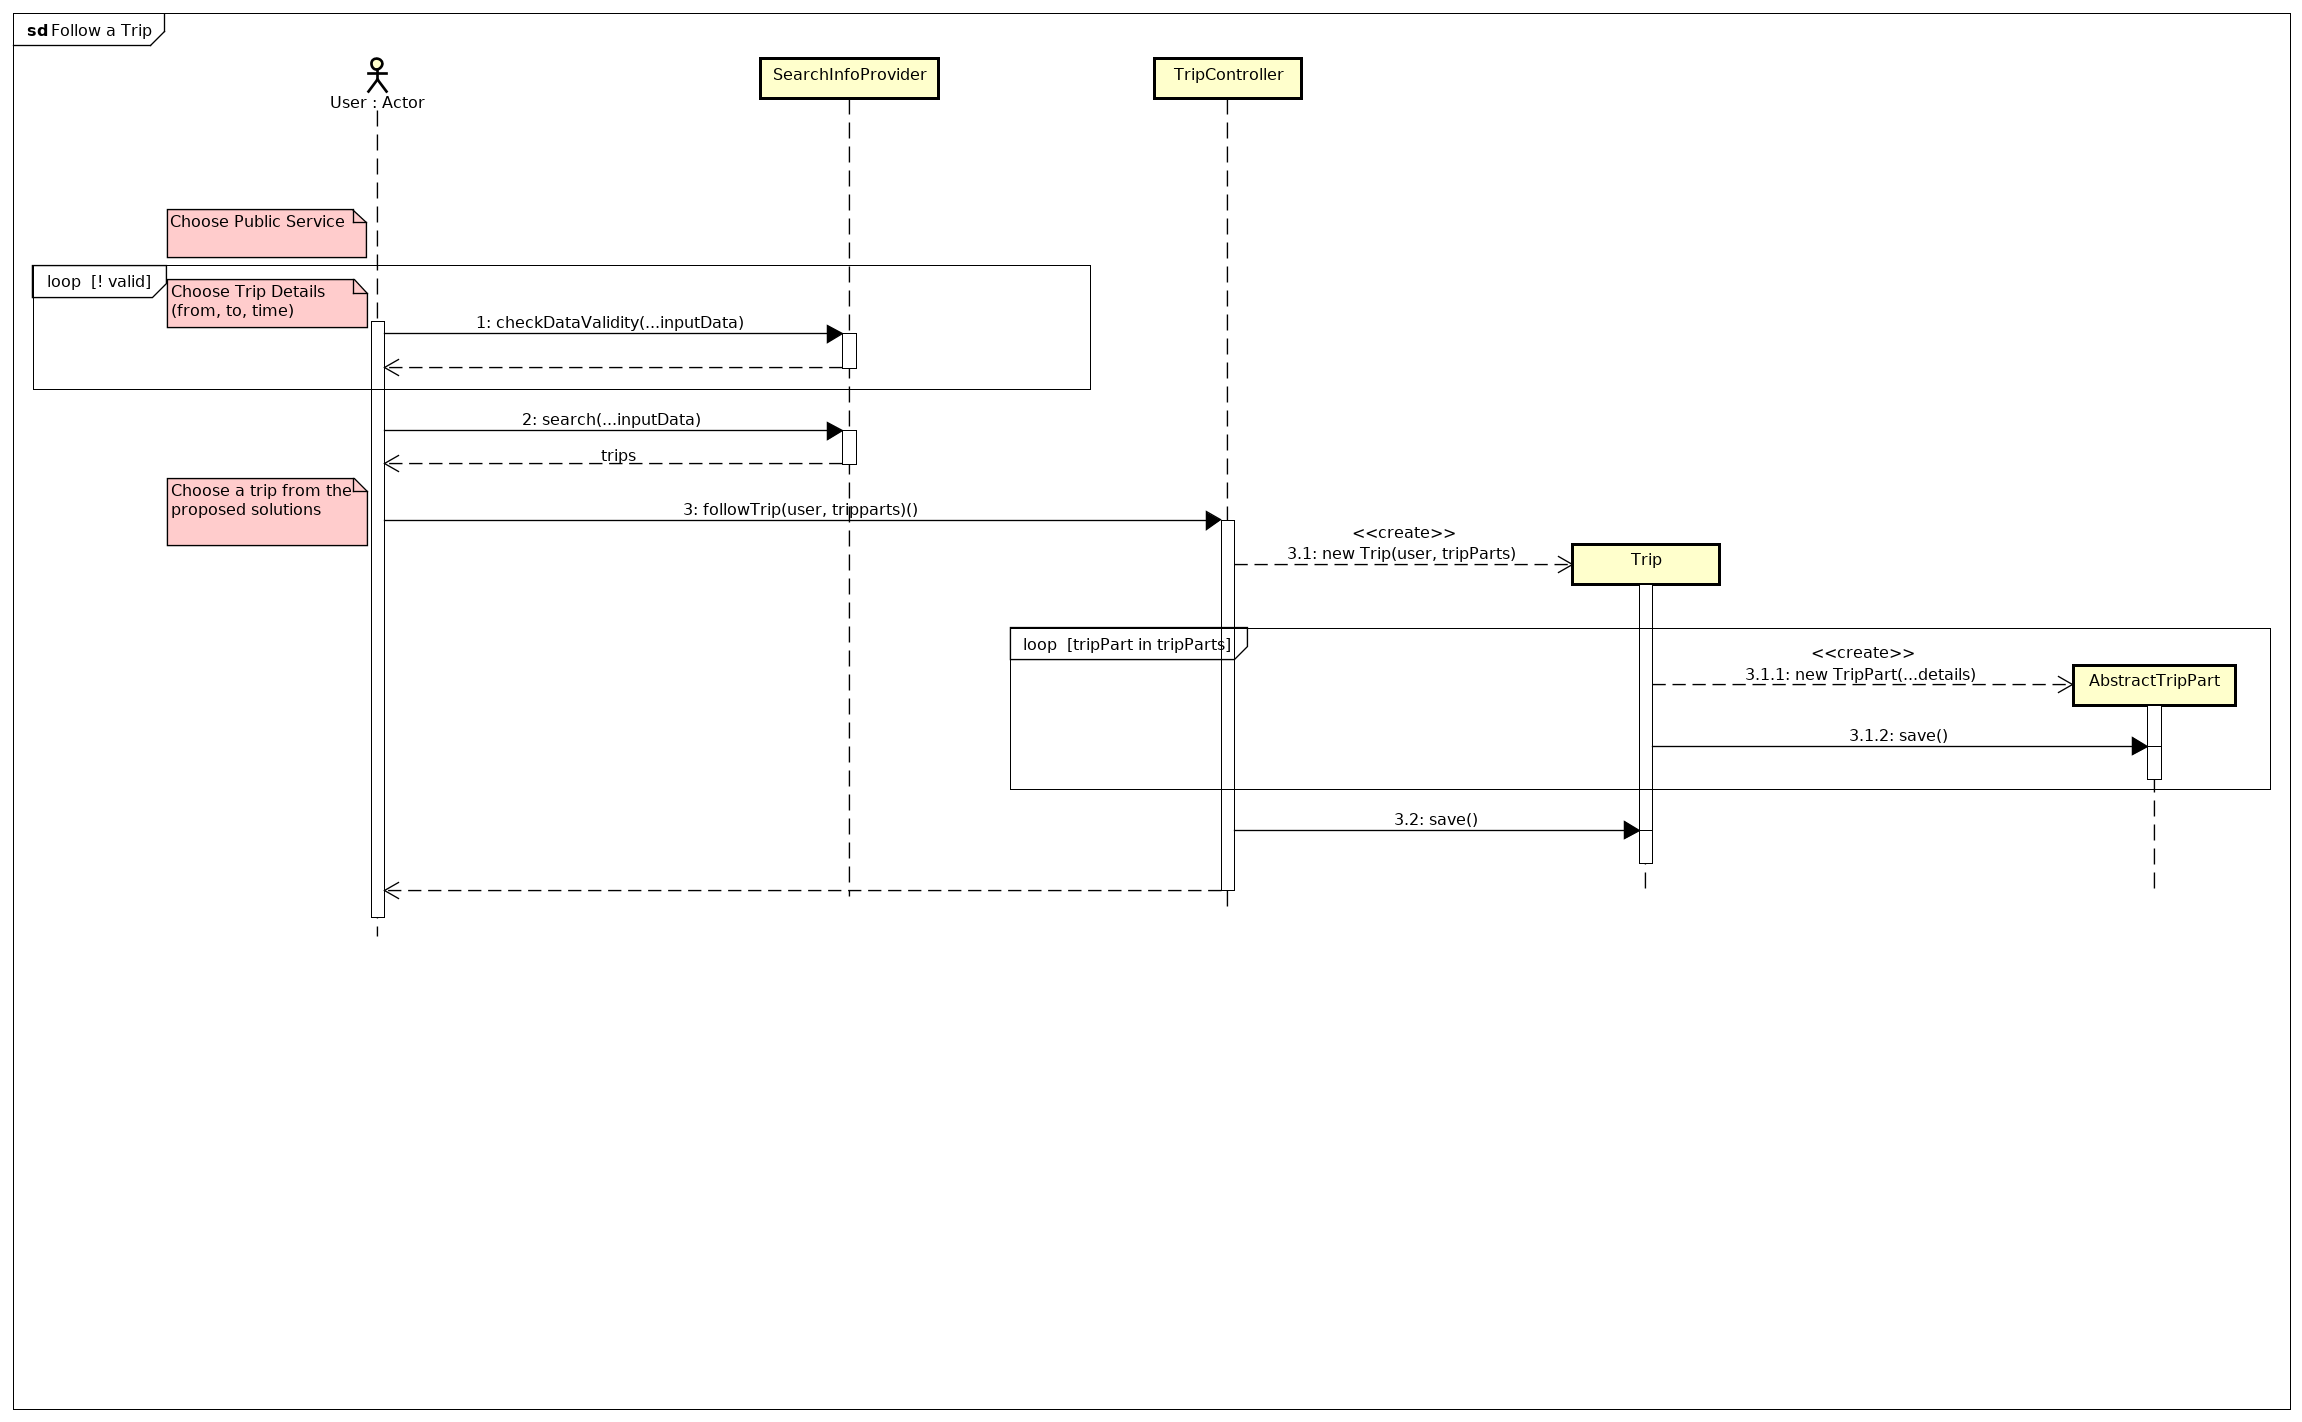 sd Follow a Trip
User : Actor
SearchInfoProvider
TripController
Choose Public Service
loop [! valid]
Choose Trip Details
(from, to, time)
1: checkDataValidity(...inputData)
2: search(...inputData)
trips
Choose a trip from the
proposed solutions
3: followTrip(user, tripparts)()
<<create>>
3.1: new Trip(user, tripParts)
Trip
loop [tripPart in tripParts]
<<create>>
3.1.1: new TripPart(...details)
AbstractTripPart
3.1.2: save()
3.2: save()